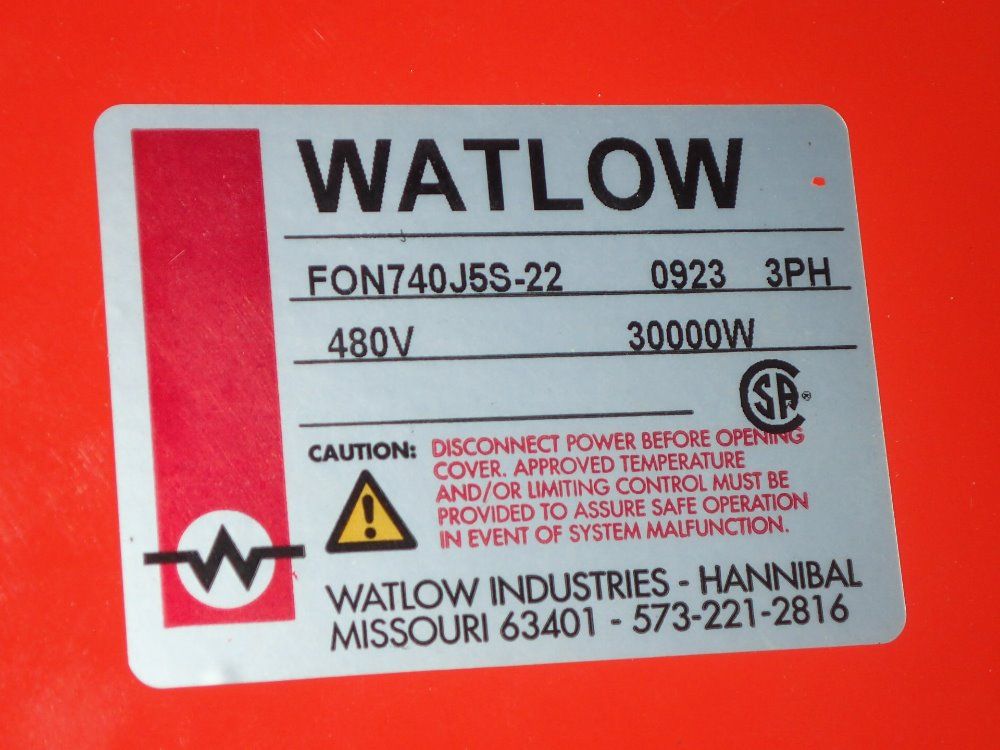 WATLOW
FON740J5S-22 0923 3PH
480V 30000W
CSA®
CAUTION: DISCONNECT POWER BEFORE OPENING
COVER. APPROVED TEMPERATURE
AND/OR LIMITING CONTROL MUST BE
PROVIDED TO ASSURE SAFE OPERATION
IN EVENT OF SYSTEM MALFUNCTION.
WATLOW INDUSTRIES - HANNIBAL
MISSOURI 63401 - 573-221-2816